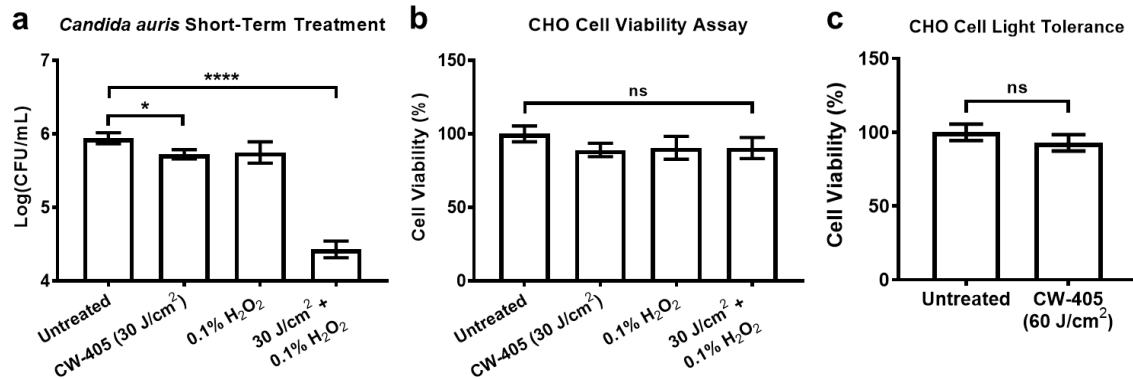 a
Candida auris Short-Term Treatment
Log(CFU/mL)
7
6
5
4
****
*
Untreated
CW-405 (30 J/cm²)
0.1% H₂O₂
30 J/cm² +
0.1% H₂O₂
b
CHO Cell Viability Assay
Cell Viability (%)
150
100
50
0
ns
Untreated
CW-405 (30 J/cm²)
0.1% H₂O₂
30 J/cm² +
0.1% H₂O₂
c
CHO Cell Light Tolerance
Cell Viability (%)
150
100
50
0
ns
Untreated
CW-405
(60 J/cm²)